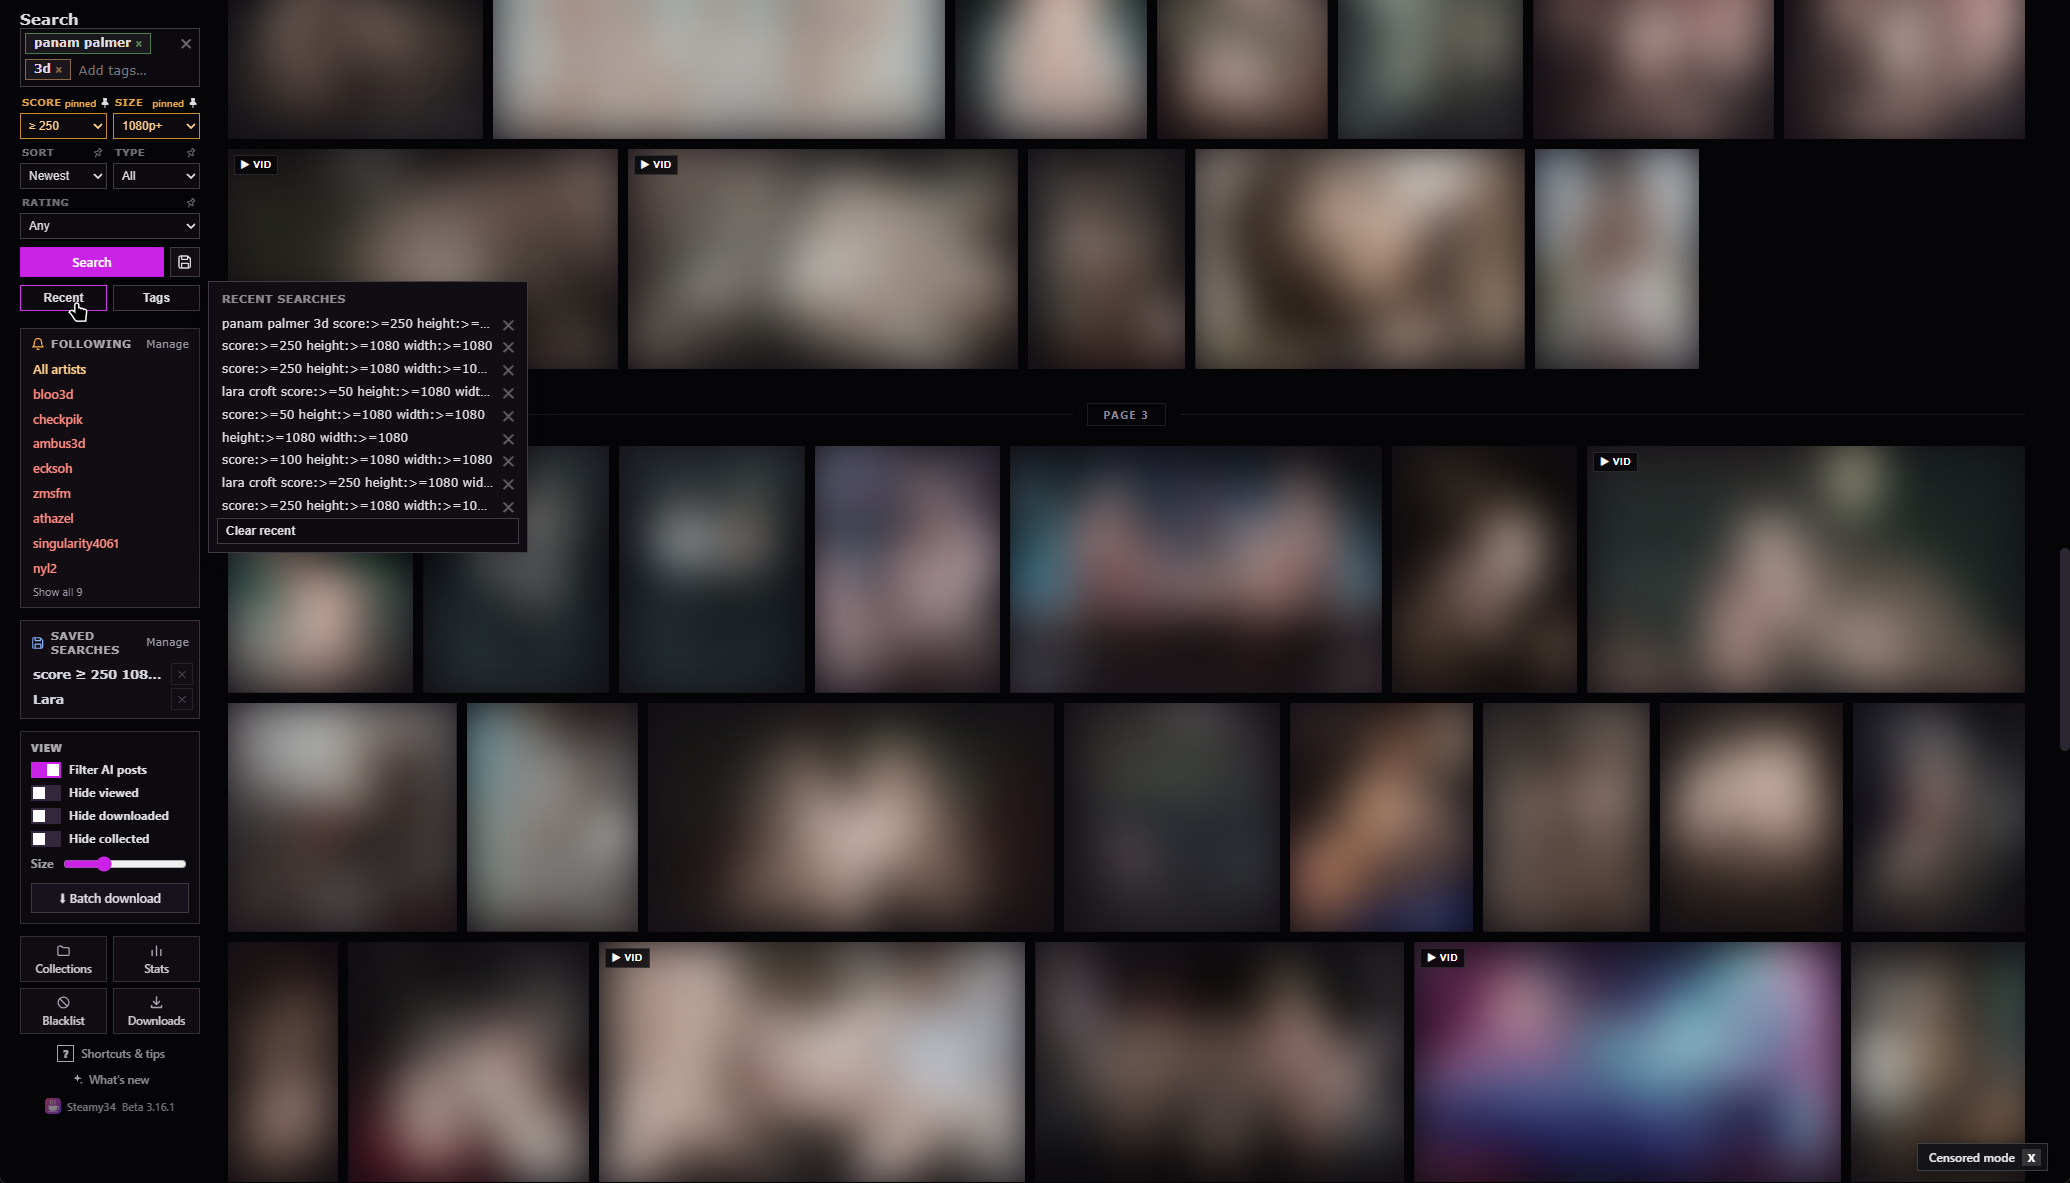 Search
panam palmer ×
3d × Add tags...
SCORE pinned SIZE pinned
≥ 250 1080p+
SORT TYPE
Newest All
RATING
Any
Search
Recent Tags
FOLLOWING Manage
All artists
bloo3d
checkpik
ambus3d
ecksoh
zmsfm
athazel
singularity4061
nyl2
Show all 9
SAVED SEARCHES Manage
score ≥ 250 108...
Lara
VIEW
Filter AI posts
Hide viewed
Hide downloaded
Hide collected
Size
Batch download
Collections Stats
Blacklist Downloads
? Shortcuts & tips
What's new
Steamy34 Beta 3.16.1
RECENT SEARCHES
panam palmer 3d score:>=250 height:>=...
score:>=250 height:>=1080 width:>=1080
score:>=250 height:>=1080 width:>=10...
lara croft score:>=50 height:>=1080 widt...
score:>=50 height:>=1080 width:>=1080
height:>=1080 width:>=1080
score:>=100 height:>=1080 width:>=1080
lara croft score:>=250 height:>=1080 wid...
score:>=250 height:>=1080 width:>=10...
Clear recent
VID
VID
PAGE 3
VID
VID
VID
Censored mode X